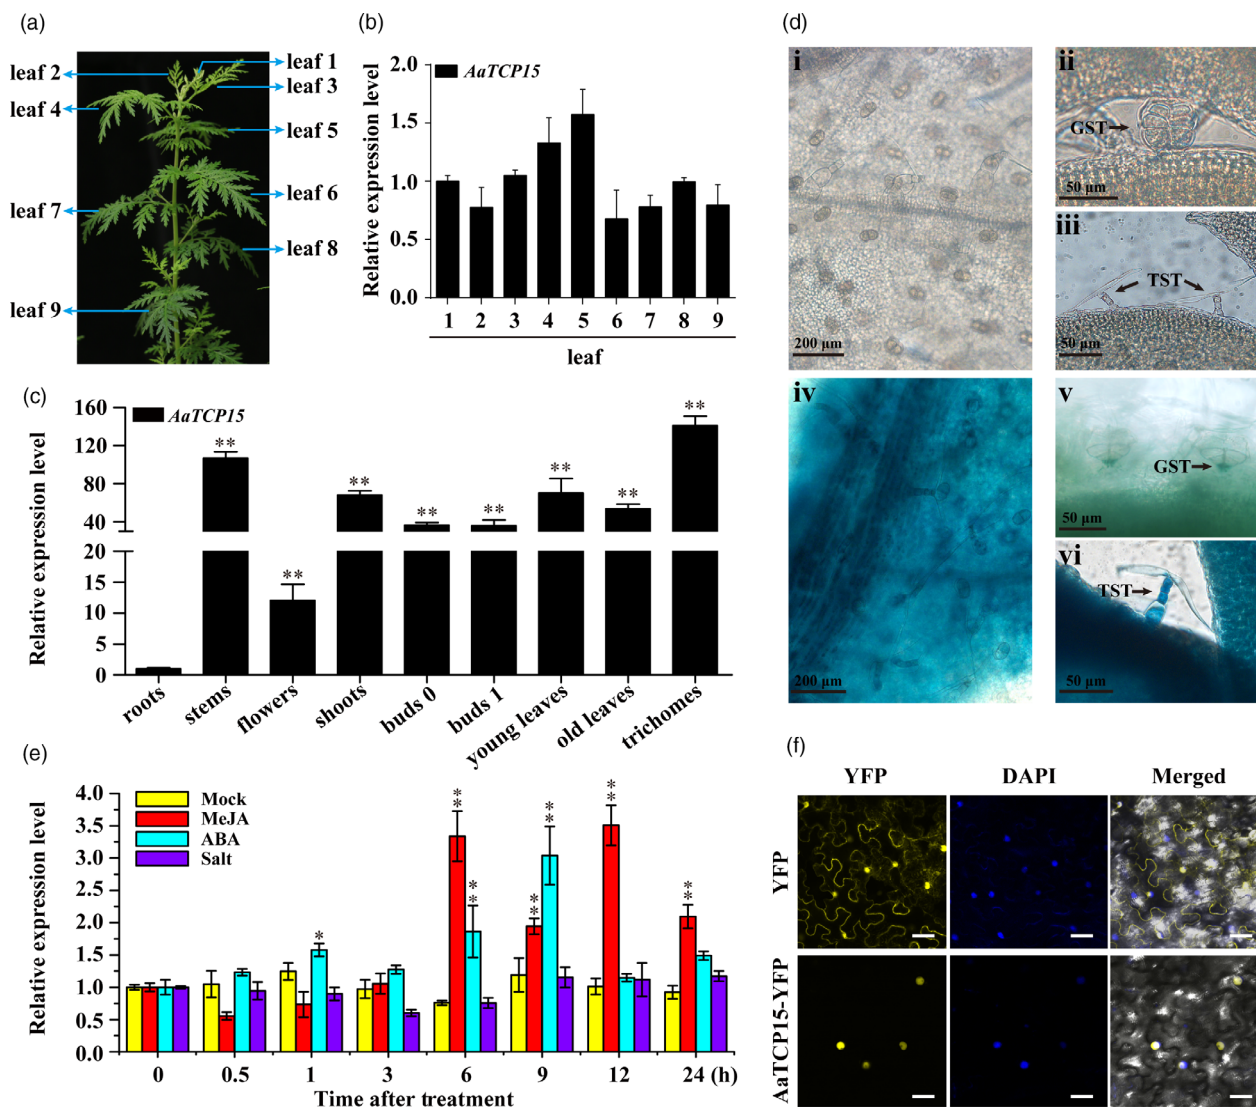 (a)
leaf 2
leaf 1
leaf 3
leaf 4
leaf 5
leaf 6
leaf 7
leaf 8
leaf 9
(b)
AaTCP15
Relative expression level
2.0
1.5
1.0
0.5
0.0
1 2 3 4 5 6 7 8 9
leaf
(c)
AaTCP15
Relative expression level
160
120
80
40
20
15
10
5
0
** ** ** ** ** ** ** **
roots
stems
flowers
shoots
buds 0
buds 1
young leaves
old leaves
trichomes
(d)
i
200 µm
ii
GST
50 µm
iii
TST
50 µm
iv
200 µm
v
GST
50 µm
vi
TST
50 µm
(e)
Mock
MeJA
ABA
Salt
Relative expression level
4.0
3.5
3.0
2.5
2.0
1.5
1.0
0.5
0.0
* ** ** ** ** ** **
0 0.5 1 3 6 9 12 24 (h)
Time after treatment
(f)
YFP DAPI Merged
YFP
AaTCP15-YFP